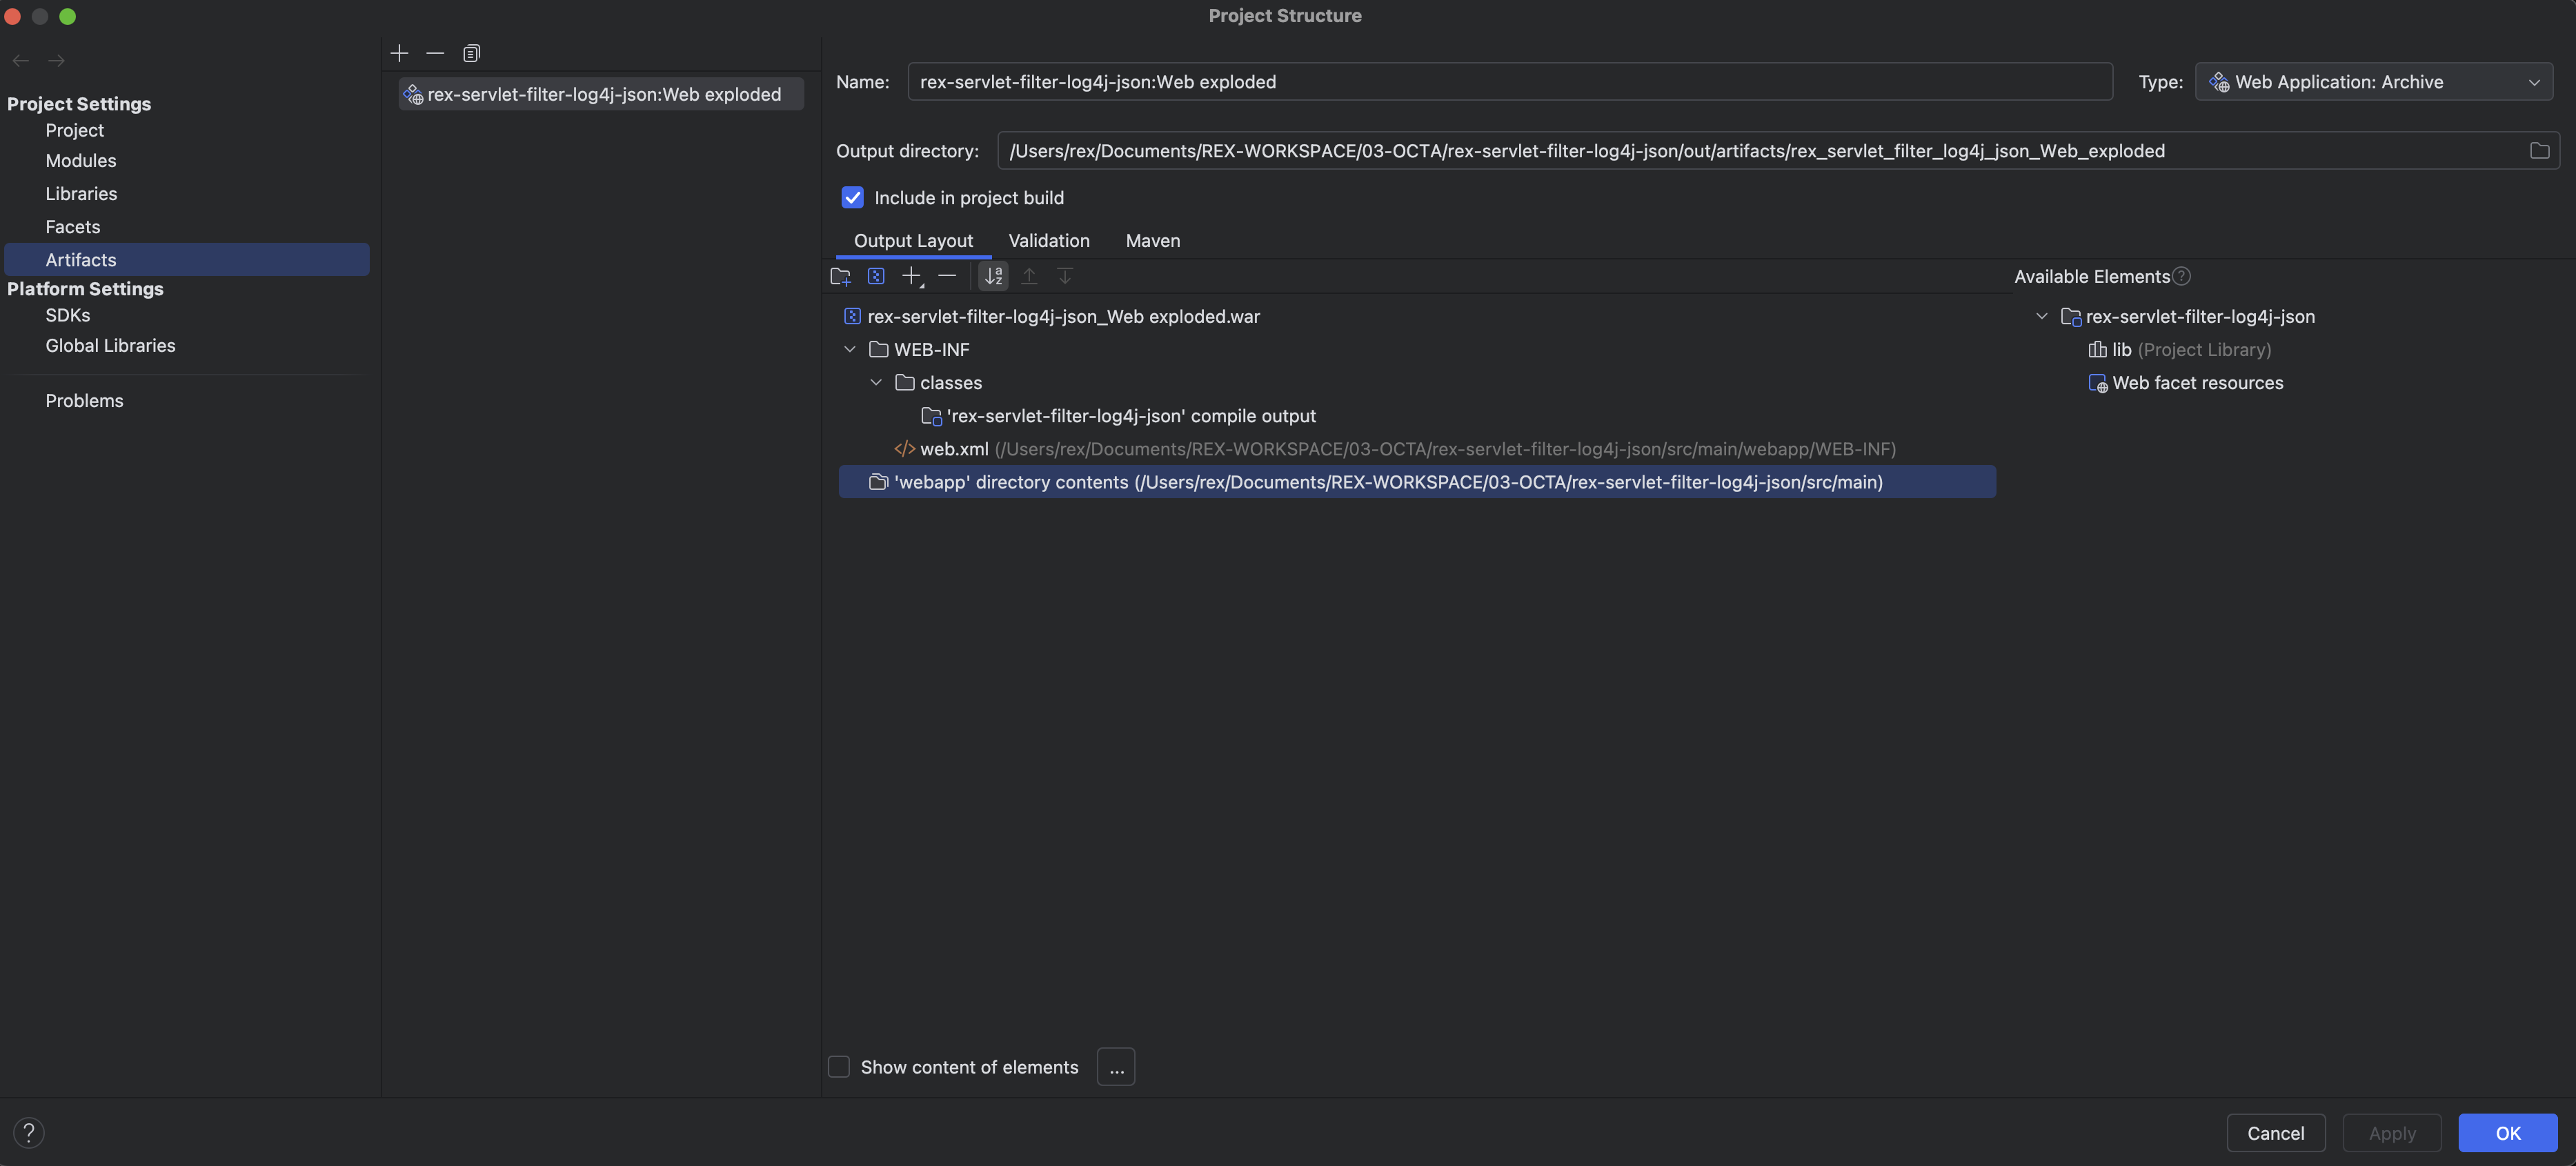 Project Structure
Project Settings
Project
Modules
Libraries
Facets
Artifacts
Platform Settings
SDKs
Global Libraries
Problems
rex-servlet-filter-log4j-json:Web exploded
Name: rex-servlet-filter-log4j-json:Web exploded
Type: Web Application: Archive
Output directory: /Users/rex/Documents/REX-WORKSPACE/03-OCTA/rex-servlet-filter-log4j-json/out/artifacts/rex_servlet_filter_log4j_json_Web_exploded
Include in project build
Output Layout Validation Maven
rex-servlet-filter-log4j-json_Web exploded.war
WEB-INF
classes
'rex-servlet-filter-log4j-json' compile output
web.xml (/Users/rex/Documents/REX-WORKSPACE/03-OCTA/rex-servlet-filter-log4j-json/src/main/webapp/WEB-INF)
'webapp' directory contents (/Users/rex/Documents/REX-WORKSPACE/03-OCTA/rex-servlet-filter-log4j-json/src/main)
Available Elements ?
rex-servlet-filter-log4j-json
lib (Project Library)
Web facet resources
Show content of elements ...
? Cancel Apply OK